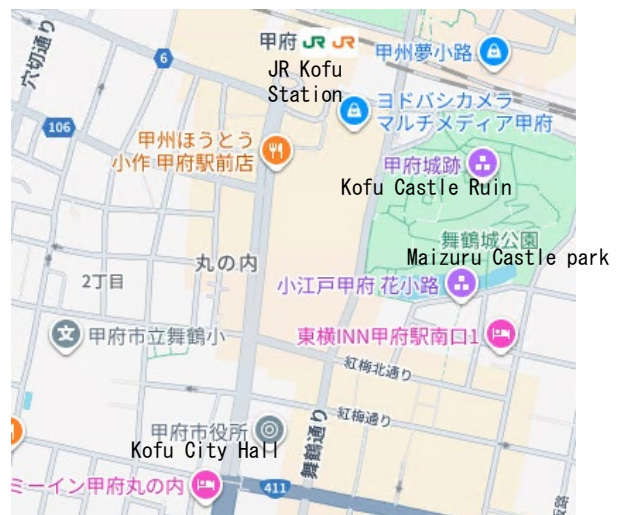 穴切通り
6
甲府 JR JR
JR Kofu
Station
甲州夢小路
ヨドバシカメラ
マルチメディア甲府
106
甲州ほうとう
小作 甲府駅前店
甲府城跡
Kofu Castle Ruin
舞鶴城公園
Maizuru Castle park
丸の内
2丁目
小江戸甲府 花小路
甲府市立舞鶴小
東横INN甲府駅南口1
紅梅北通り
紅梅通り
舞鶴通り
甲府市役所
Kofu City Hall
ミーイン甲府丸の内
411